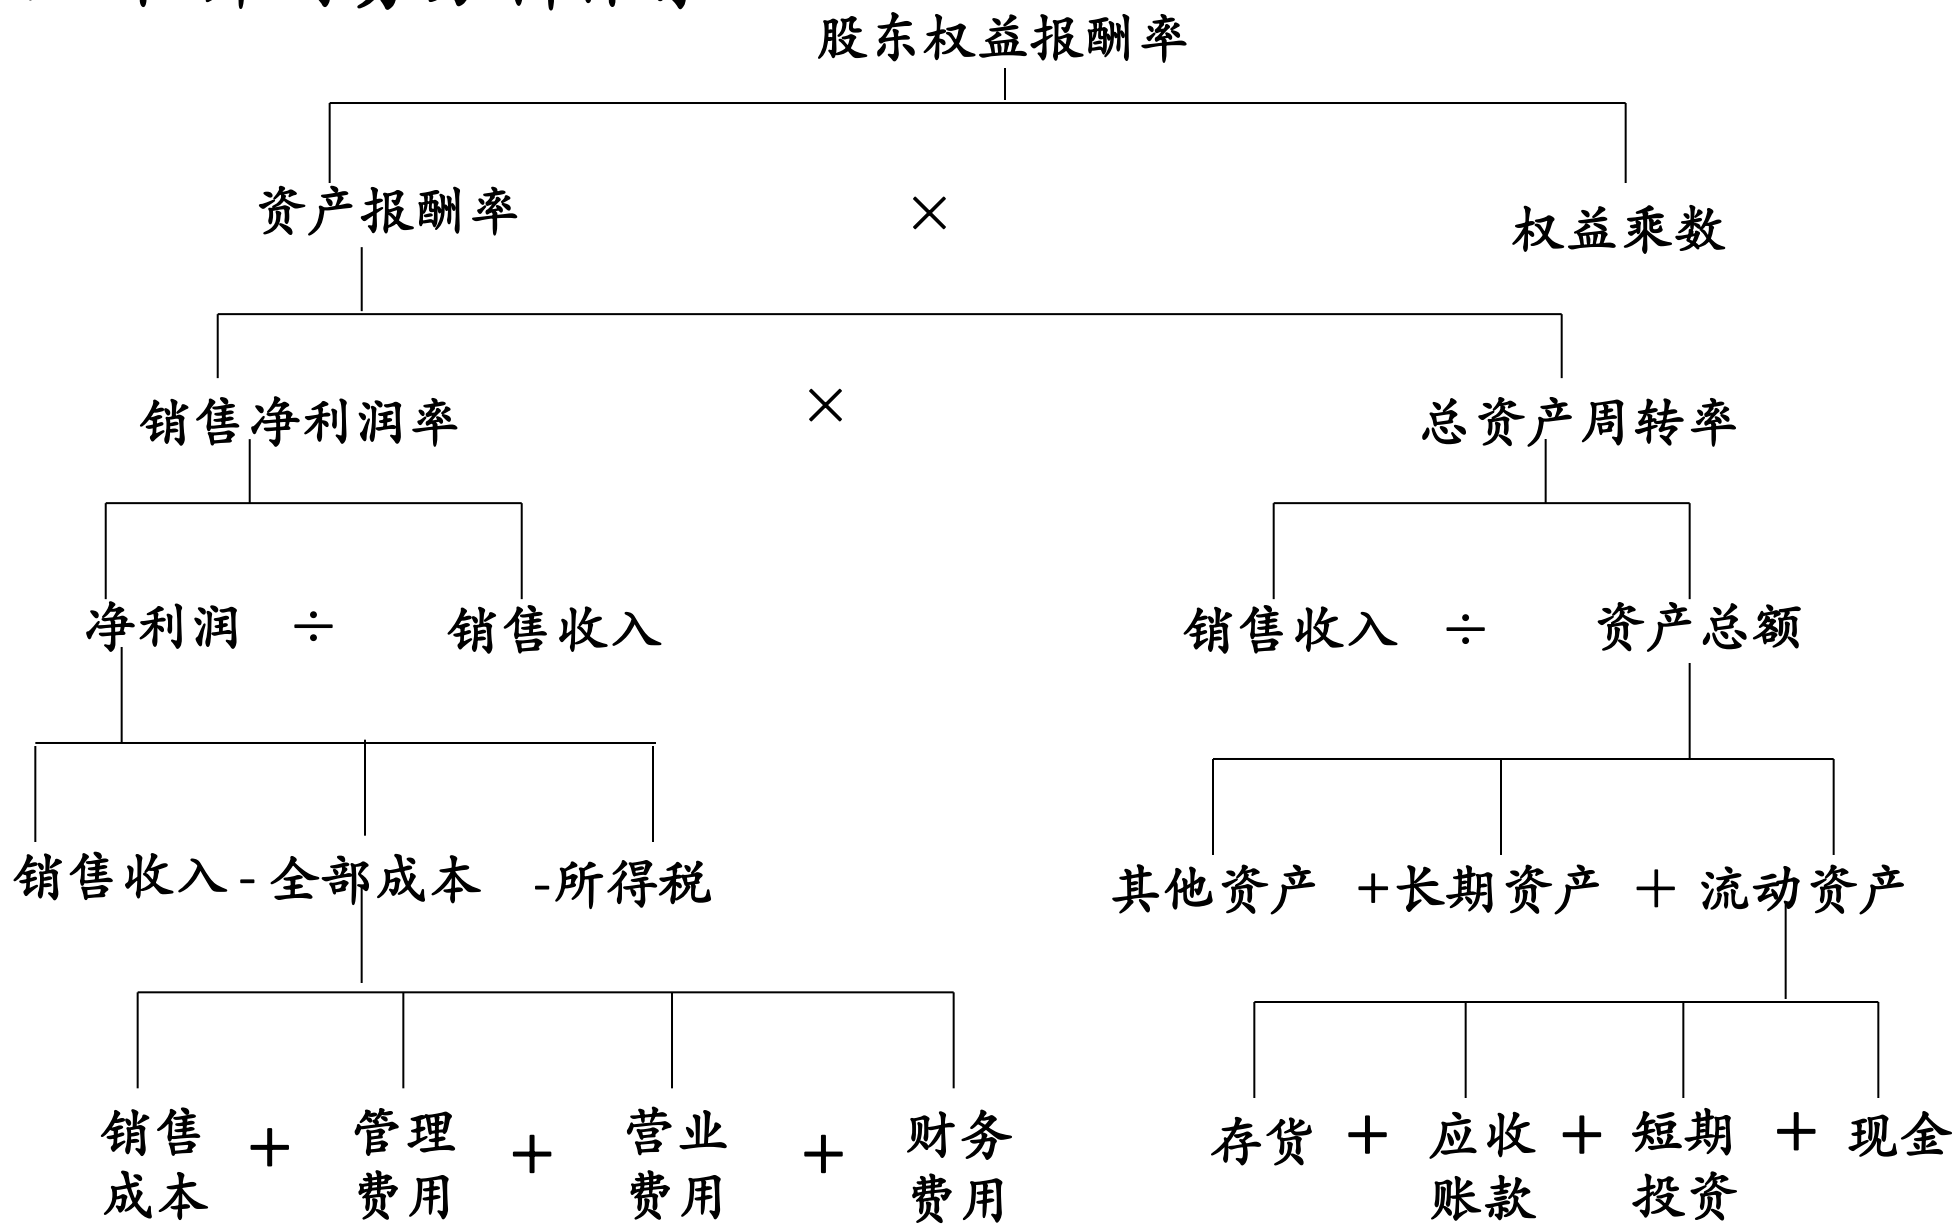 股东权益报酬率
资产报酬率 × 权益乘数
销售净利润率 × 总资产周转率
净利润 ÷ 销售收入 销售收入 ÷ 资产总额
销售收入 - 全部成本 -所得税 其他资产 +长期资产 + 流动资产
销售 + 管理 + 营业 + 财务 存货 + 应收 + 短期 + 现金
成本 费用 费用 费用 账款 投资